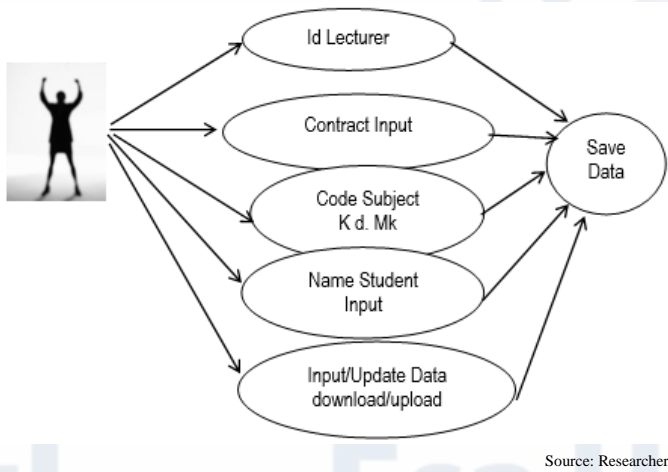 Id Lecturer
Contract Input
Save
Data
Code Subject
K d. Mk
Name Student
Input
Input/Update Data
download/upload
Source: Researcher